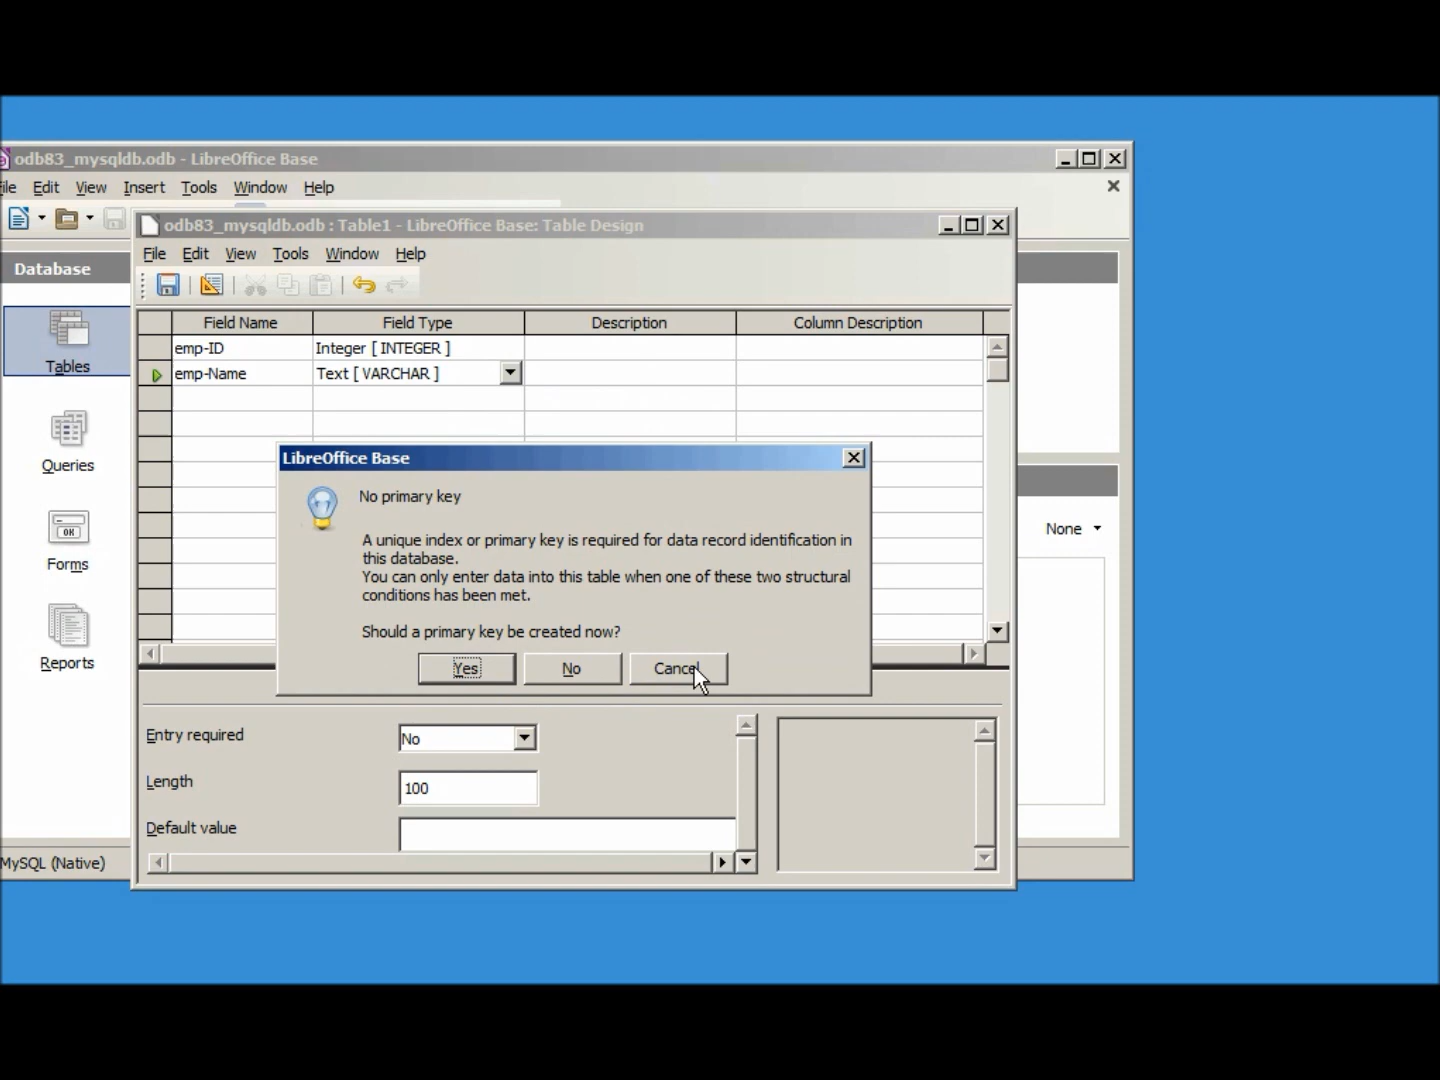 odb83_mysqldb.odb - LibreOffice Base
ile Edit View Insert Tools Window Help
odb83_mysqldb.odb : Table1 - LibreOffice Base: Table Design
File Edit View Tools Window Help
Database
Tables
Queries
Forms
Reports
Field Name Field Type Description Column Description
emp-ID Integer [ INTEGER ]
emp-Name Text [ VARCHAR ]
LibreOffice Base
No primary key
A unique index or primary key is required for data record identification in
this database.
You can only enter data into this table when one of these two structural
conditions has been met.
Should a primary key be created now?
Yes No Cancel
None
OK
Entry required No
Length 100
Default value
MySQL (Native)